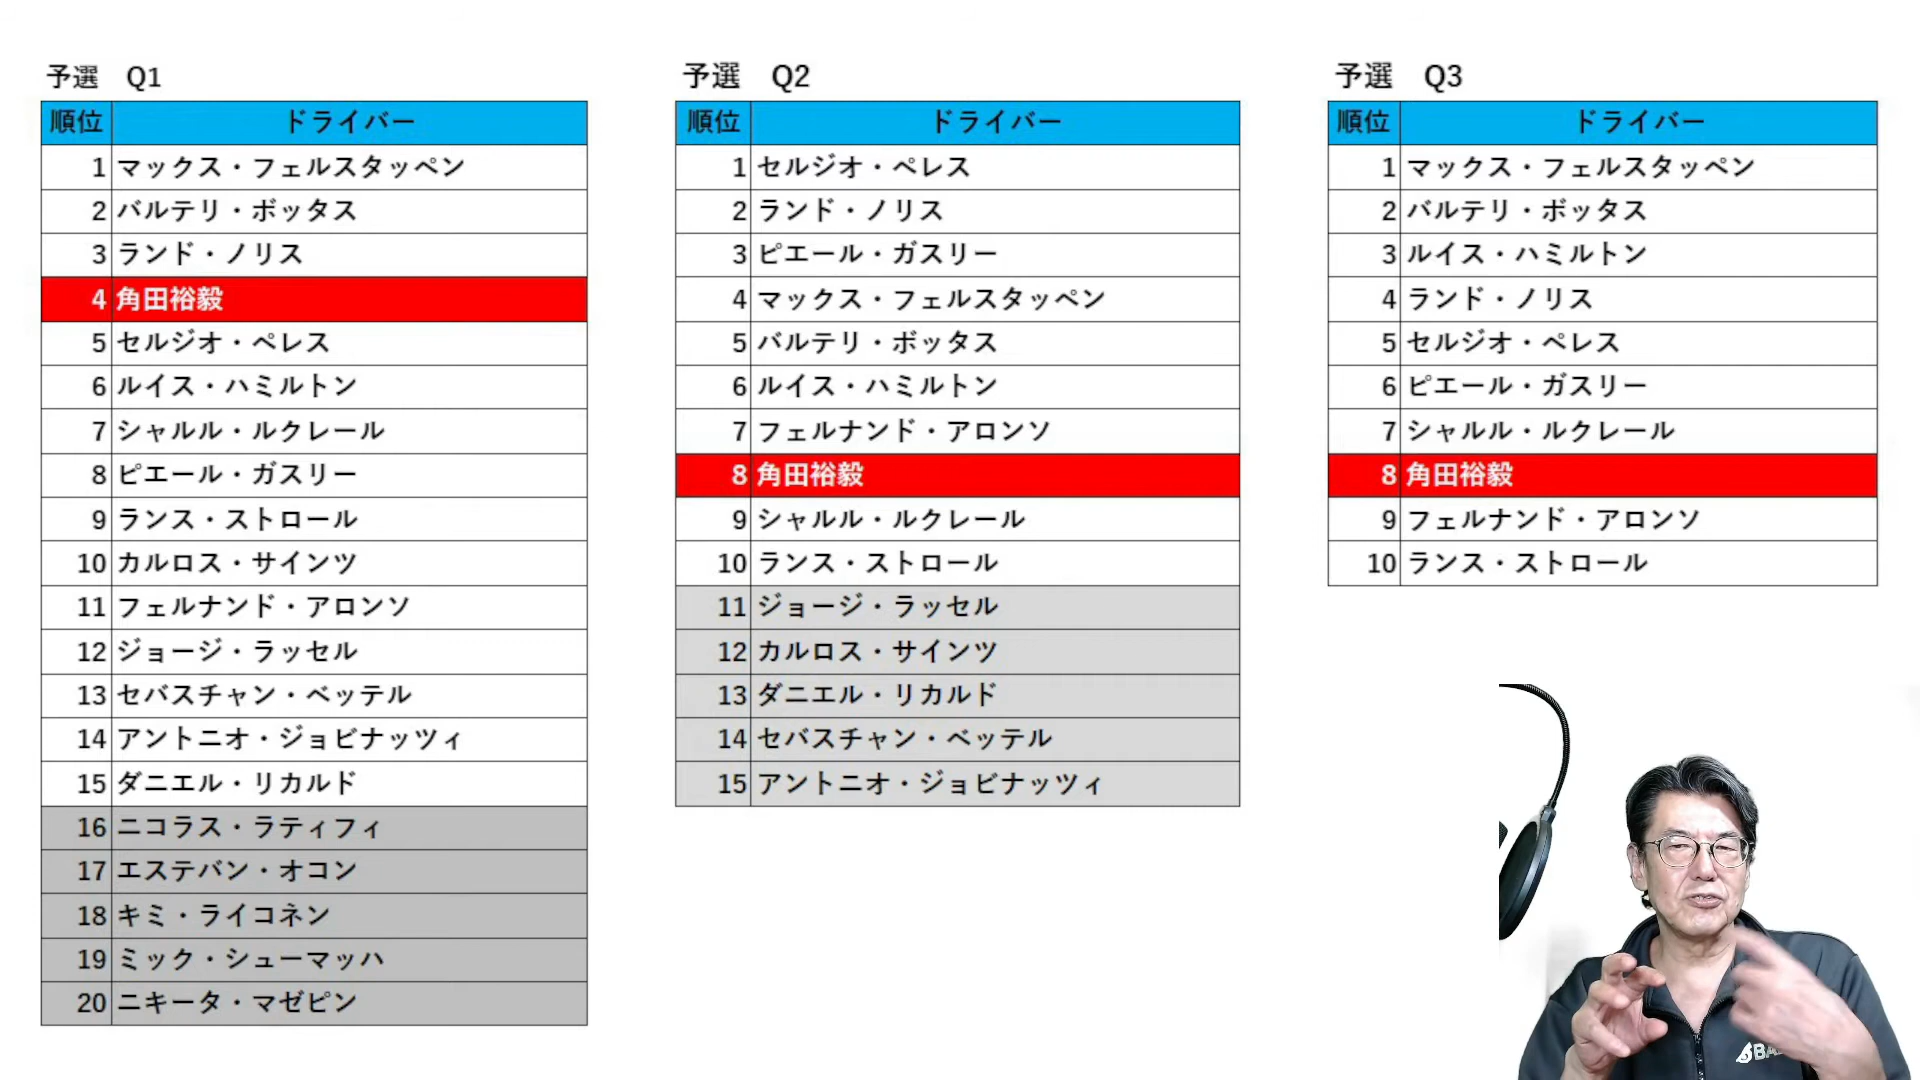 予選 Q1
順位 ドライバー
1 マックス・フェルスタッペン
2 バルテリ・ボッタス
3 ランド・ノリス
4 角田裕毅
5 セルジオ・ペレス
6 ルイス・ハミルトン
7 シャルル・ルクレール
8 ピエール・ガスリー
9 ランス・ストロール
10 カルロス・サインツ
11 フェルナンド・アロンソ
12 ジョージ・ラッセル
13 セバスチャン・ベッテル
14 アントニオ・ジョビナッツィ
15 ダニエル・リカルド
16 ニコラス・ラティフィ
17 エステバン・オコン
18 キミ・ライコネン
19 ミック・シューマッハ
20 ニキータ・マゼピン
予選 Q2
順位 ドライバー
1 セルジオ・ペレス
2 ランド・ノリス
3 ピエール・ガスリー
4 マックス・フェルスタッペン
5 バルテリ・ボッタス
6 ルイス・ハミルトン
7 フェルナンド・アロンソ
8 角田裕毅
9 シャルル・ルクレール
10 ランス・ストロール
11 ジョージ・ラッセル
12 カルロス・サインツ
13 ダニエル・リカルド
14 セバスチャン・ベッテル
15 アントニオ・ジョビナッツィ
予選 Q3
順位 ドライバー
1 マックス・フェルスタッペン
2 バルテリ・ボッタス
3 ルイス・ハミルトン
4 ランド・ノリス
5 セルジオ・ペレス
6 ピエール・ガスリー
7 シャルル・ルクレール
8 角田裕毅
9 フェルナンド・アロンソ
10 ランス・ストロール